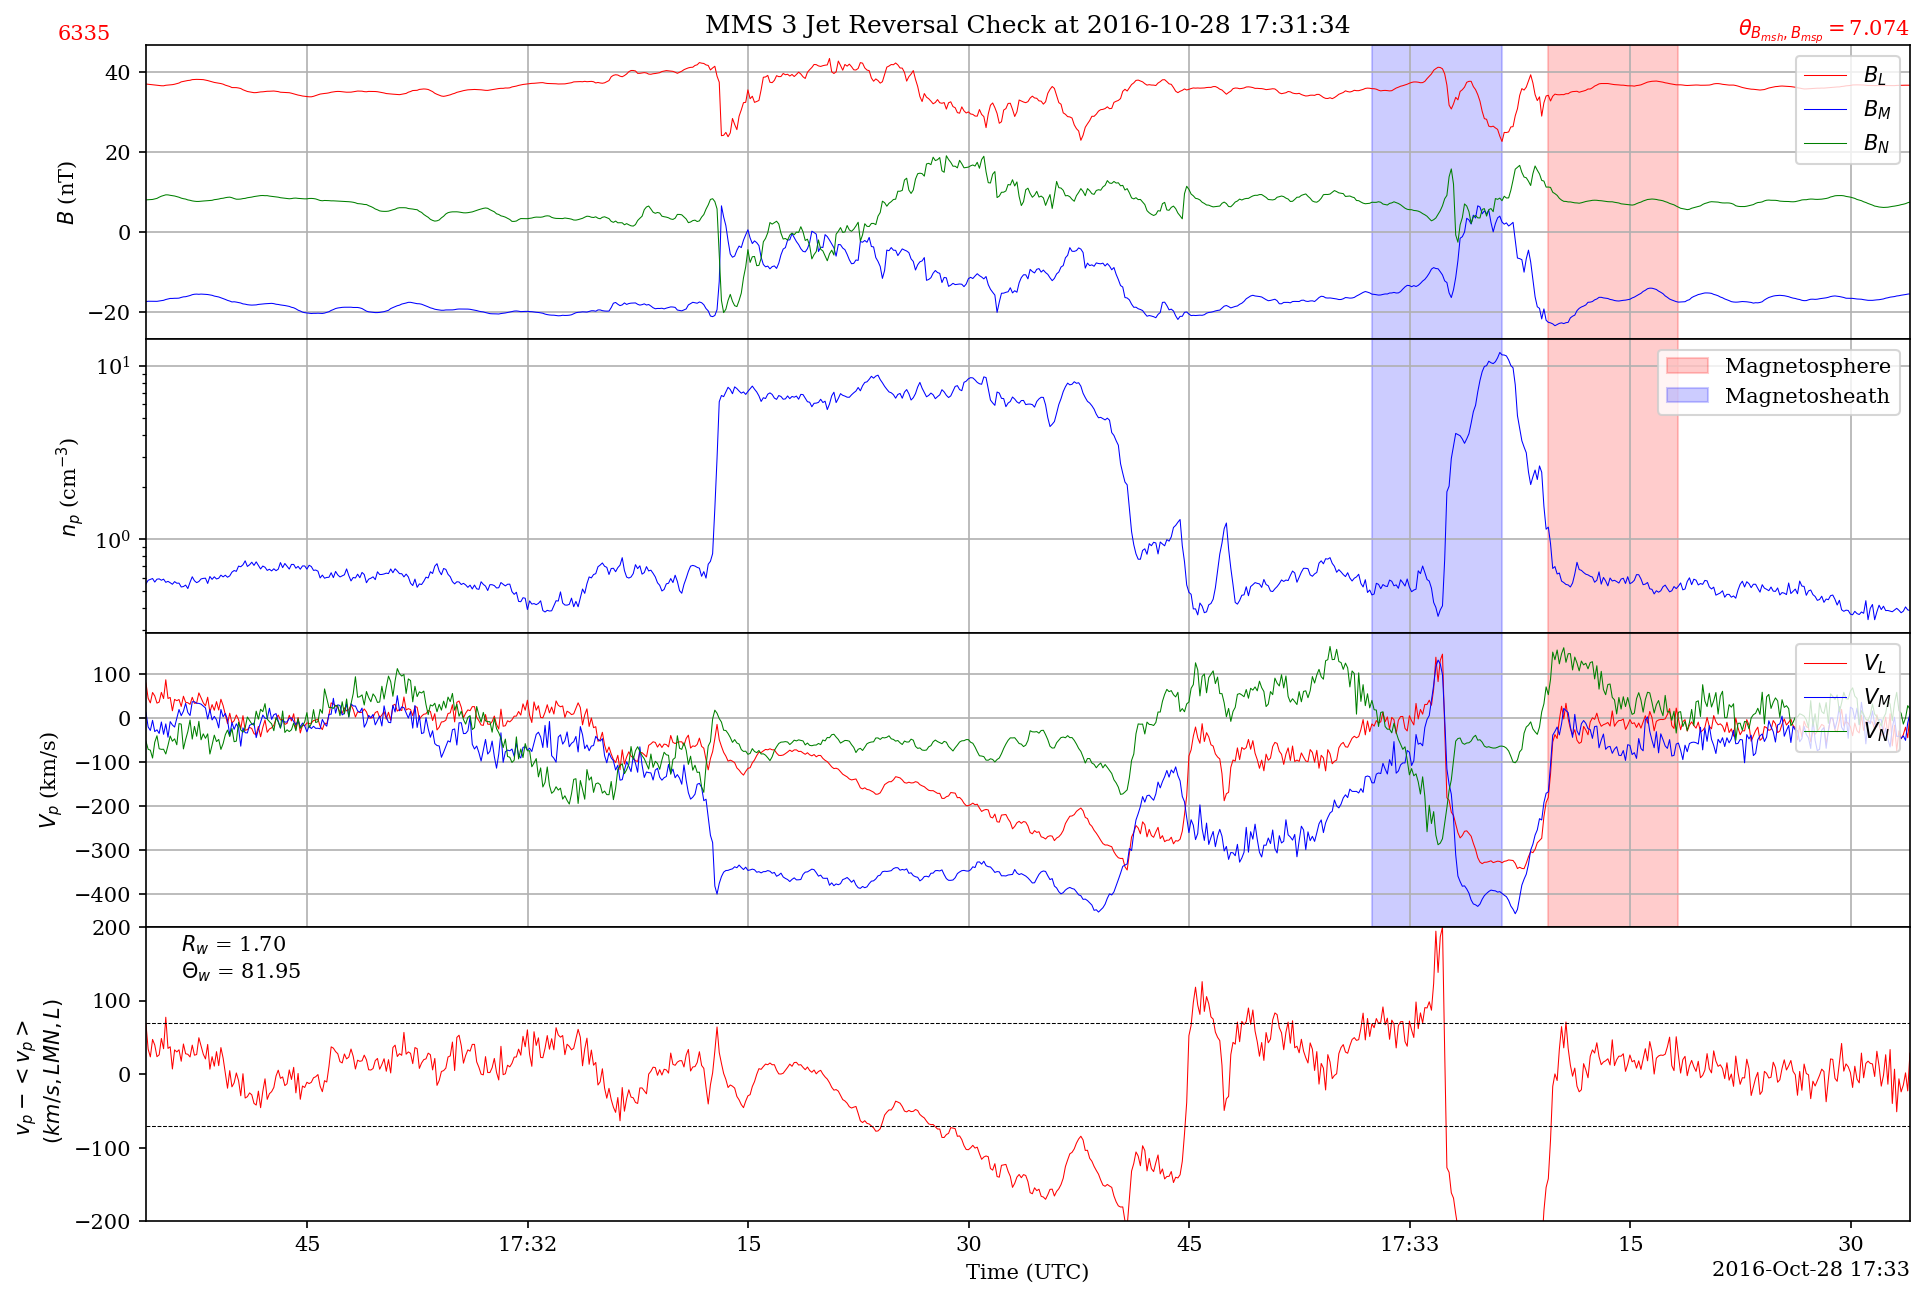 6335
MMS 3 Jet Reversal Check at 2016-10-28 17:31:34
θ_{B_{msh}, B_{msp}} = 7.074
B (nT)
40
20
0
−20
B_L
B_M
B_N
n_p (cm^{−3})
10^1
10^0
Magnetosphere
Magnetosheath
V_p (km/s)
100
0
−100
−200
−300
−400
V_L
V_M
V_N
v_p − < v_p >
(km/s, LMN, L)
200
100
0
−100
−200
R_w = 1.70
Θ_w = 81.95
45
17:32
15
30
45
17:33
15
30
Time (UTC)
2016-Oct-28 17:33